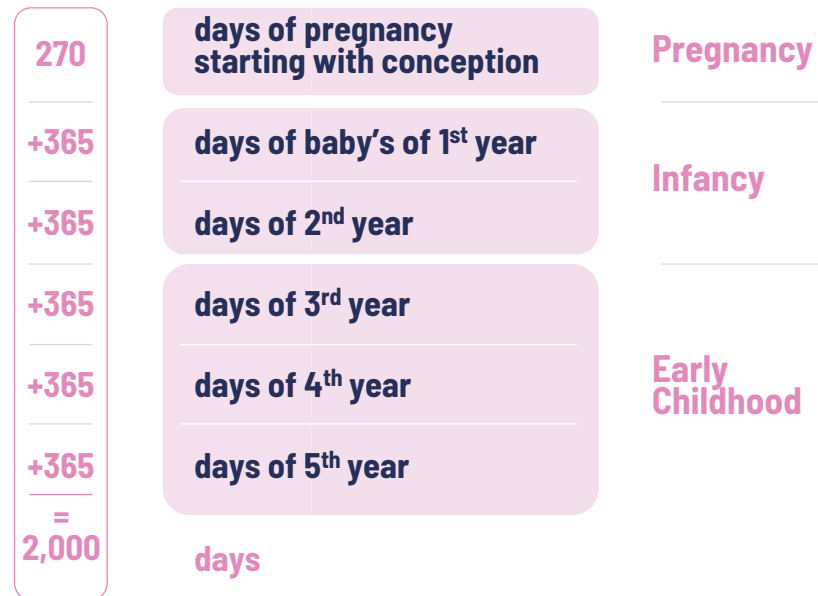 270
days of pregnancy
starting with conception
Pregnancy
+365
days of baby’s of 1st year
Infancy
+365
days of 2nd year
+365
days of 3rd year
+365
days of 4th year
Early
Childhood
+365
days of 5th year
=
2,000
days